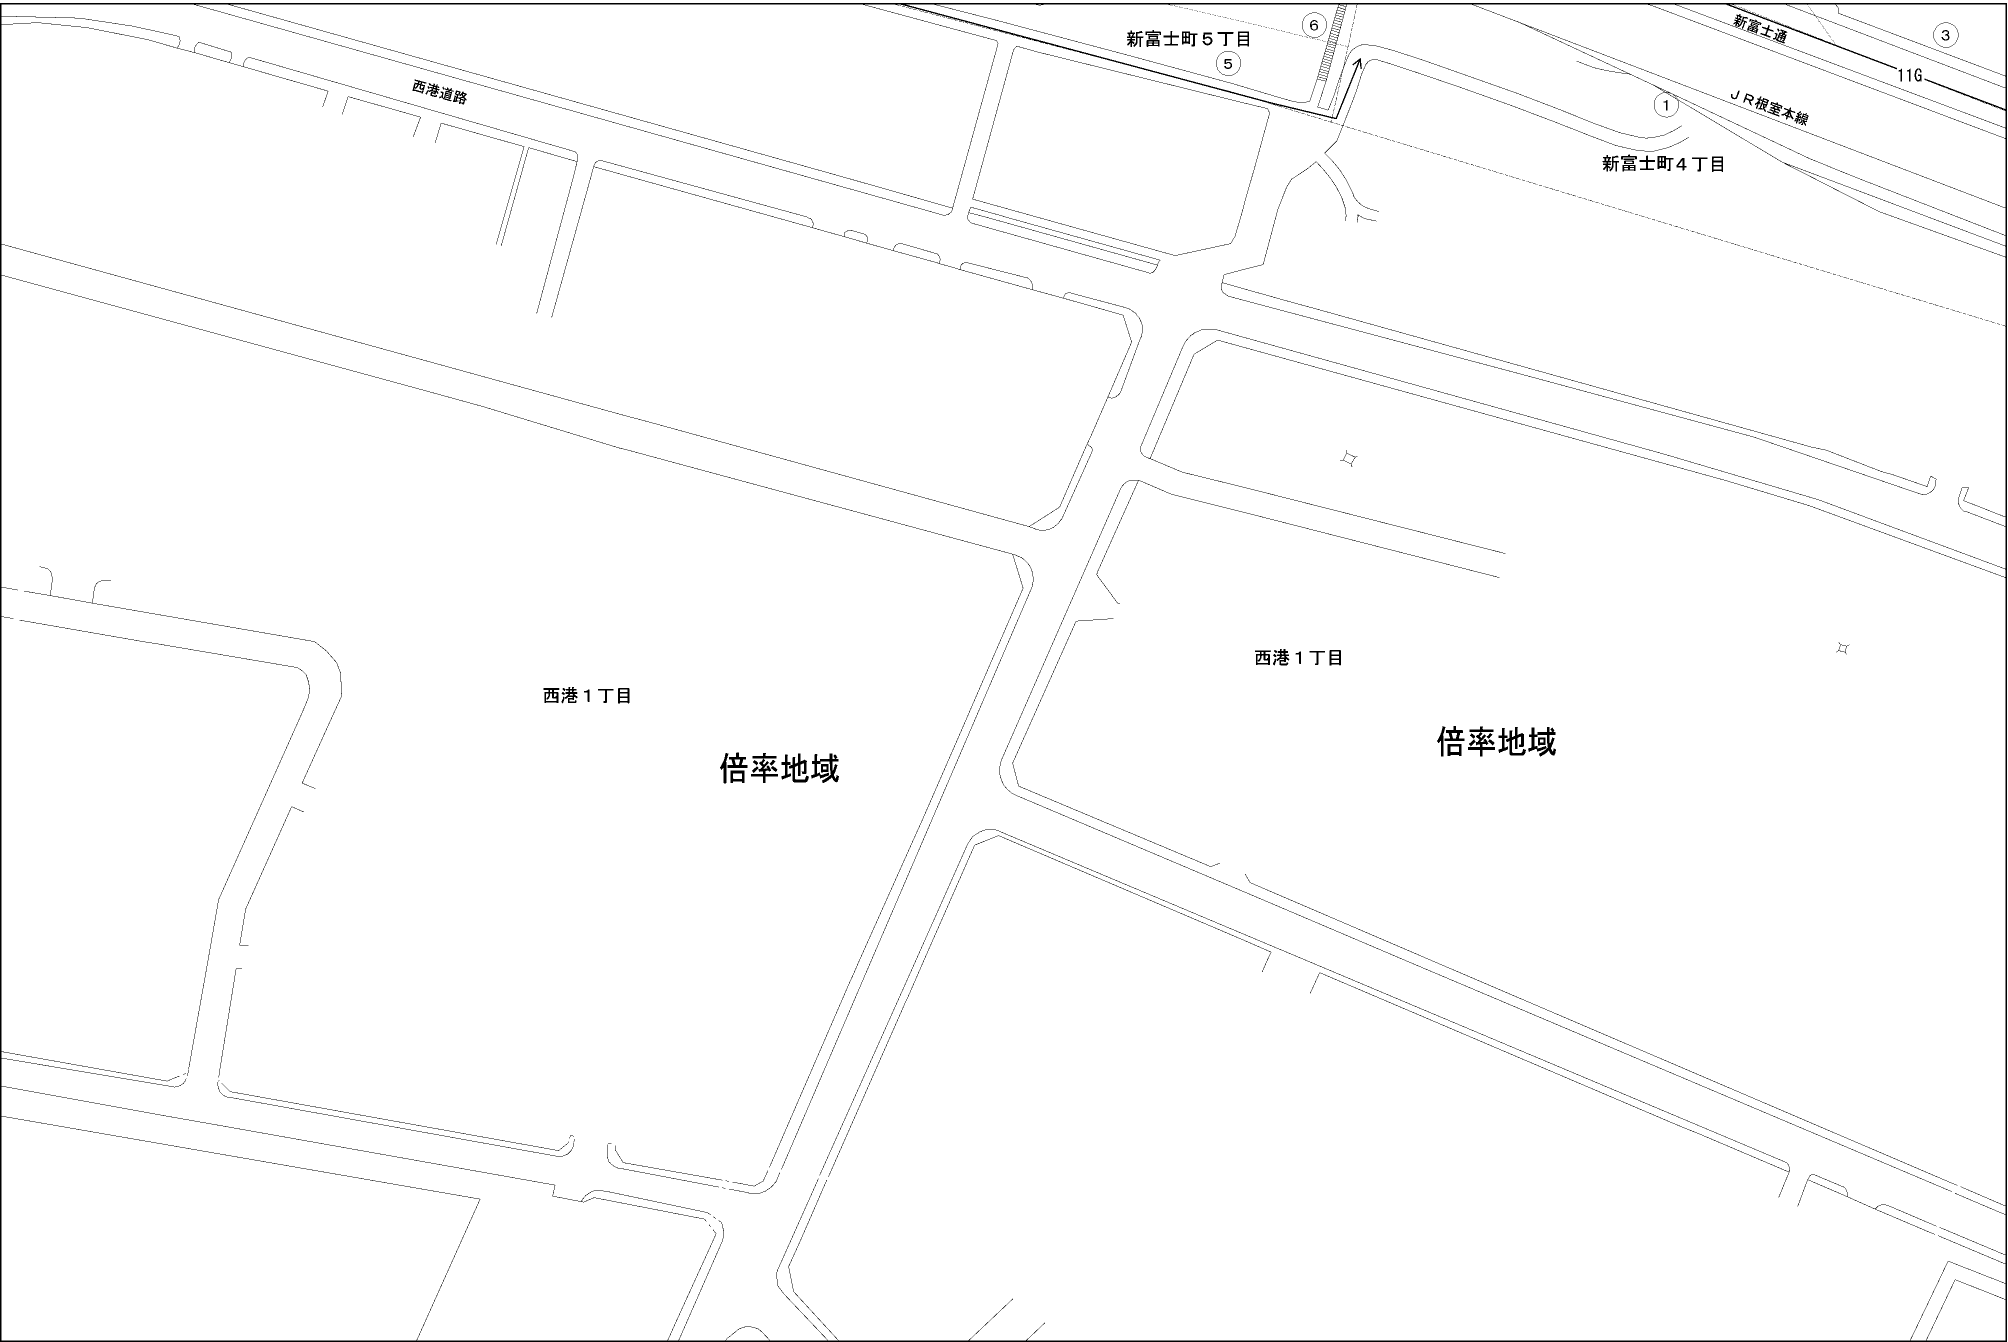 新富士町５丁目
⑥
⑤
新富士通
③
11G
西港道路
①
ＪＲ根室本線
新富士町４丁目
西港１丁目
西港１丁目
倍率地域
倍率地域